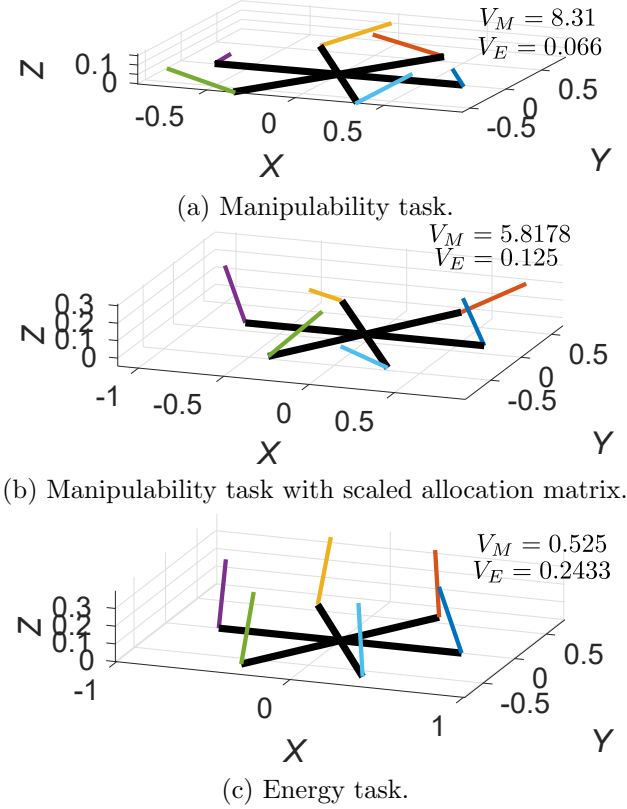 V_M = 8.31
V_E = 0.066
Z
0.1
0
-0.5
0
0.5
-0.5
0
0.5
X
Y
(a) Manipulability task.
V_M = 5.8178
V_E = 0.125
Z
0.3
0.2
0.1
0
-1
-0.5
0
0.5
-0.5
0
0.5
X
Y
(b) Manipulability task with scaled allocation matrix.
V_M = 0.525
V_E = 0.2433
Z
0.3
0.2
0.1
0
-1
0
1
-0.5
0
0.5
X
Y
(c) Energy task.